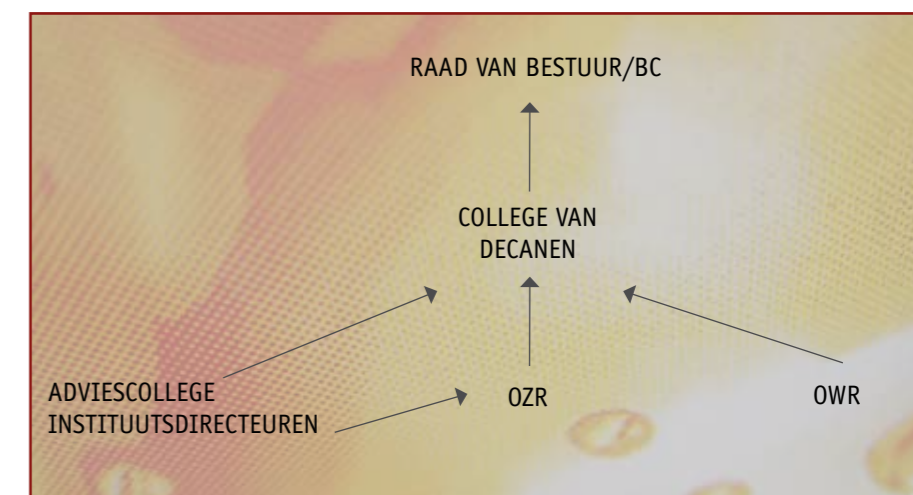 RAAD VAN BESTUUR/BC
COLLEGE VAN
DECANEN
ADVIESCOLLEGE
INSTITUUTSDIRECTEUREN
OZR
OWR